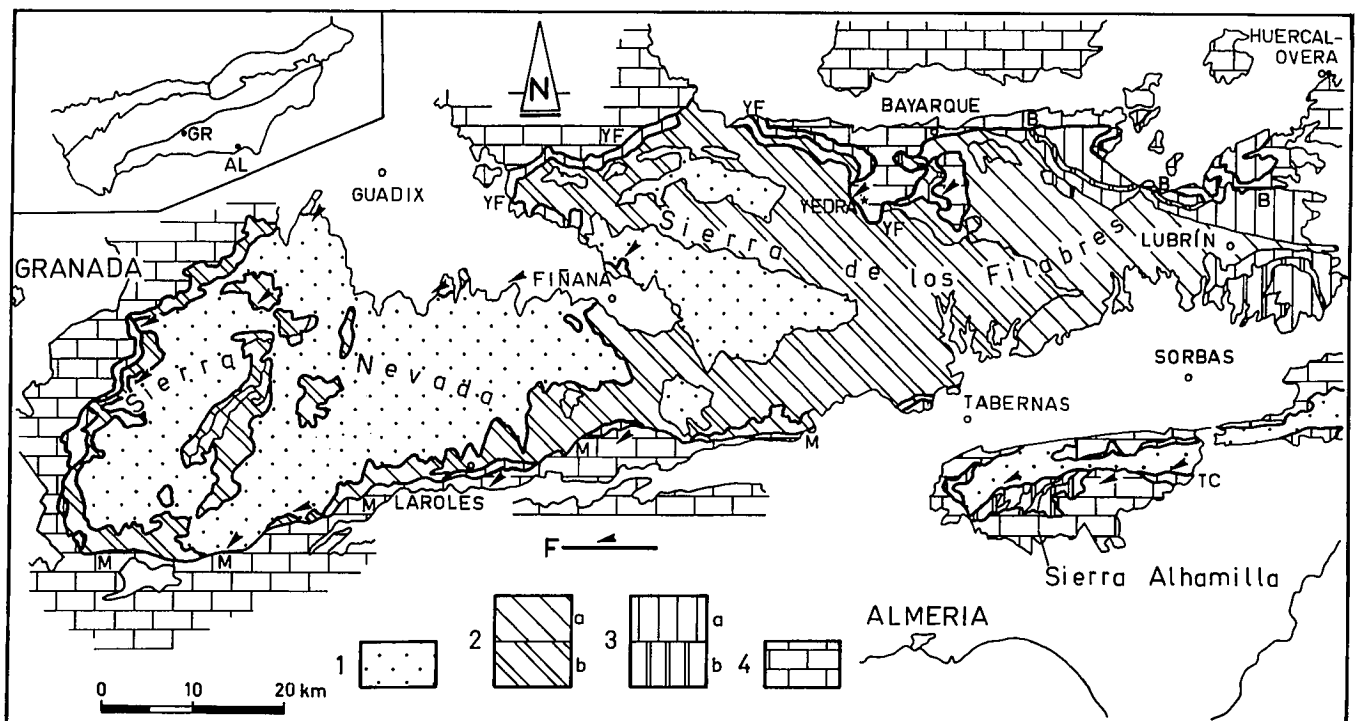 GR
AL
N
HUERCAL-
OVERA
BAYARQUE
YF
YF
B
GUADIX
YF
YEDRA
YF
B
B
LUBRÍN
Sierra de los Filabres
GRANADA
FIÑANA
Sierra Nevada
SORBAS
TABERNAS
M
M
LAROLES
M
M
M
TC
F
Sierra Alhamilla
ALMERIA
1
2
a
b
3
a
b
4
0 10 20 km